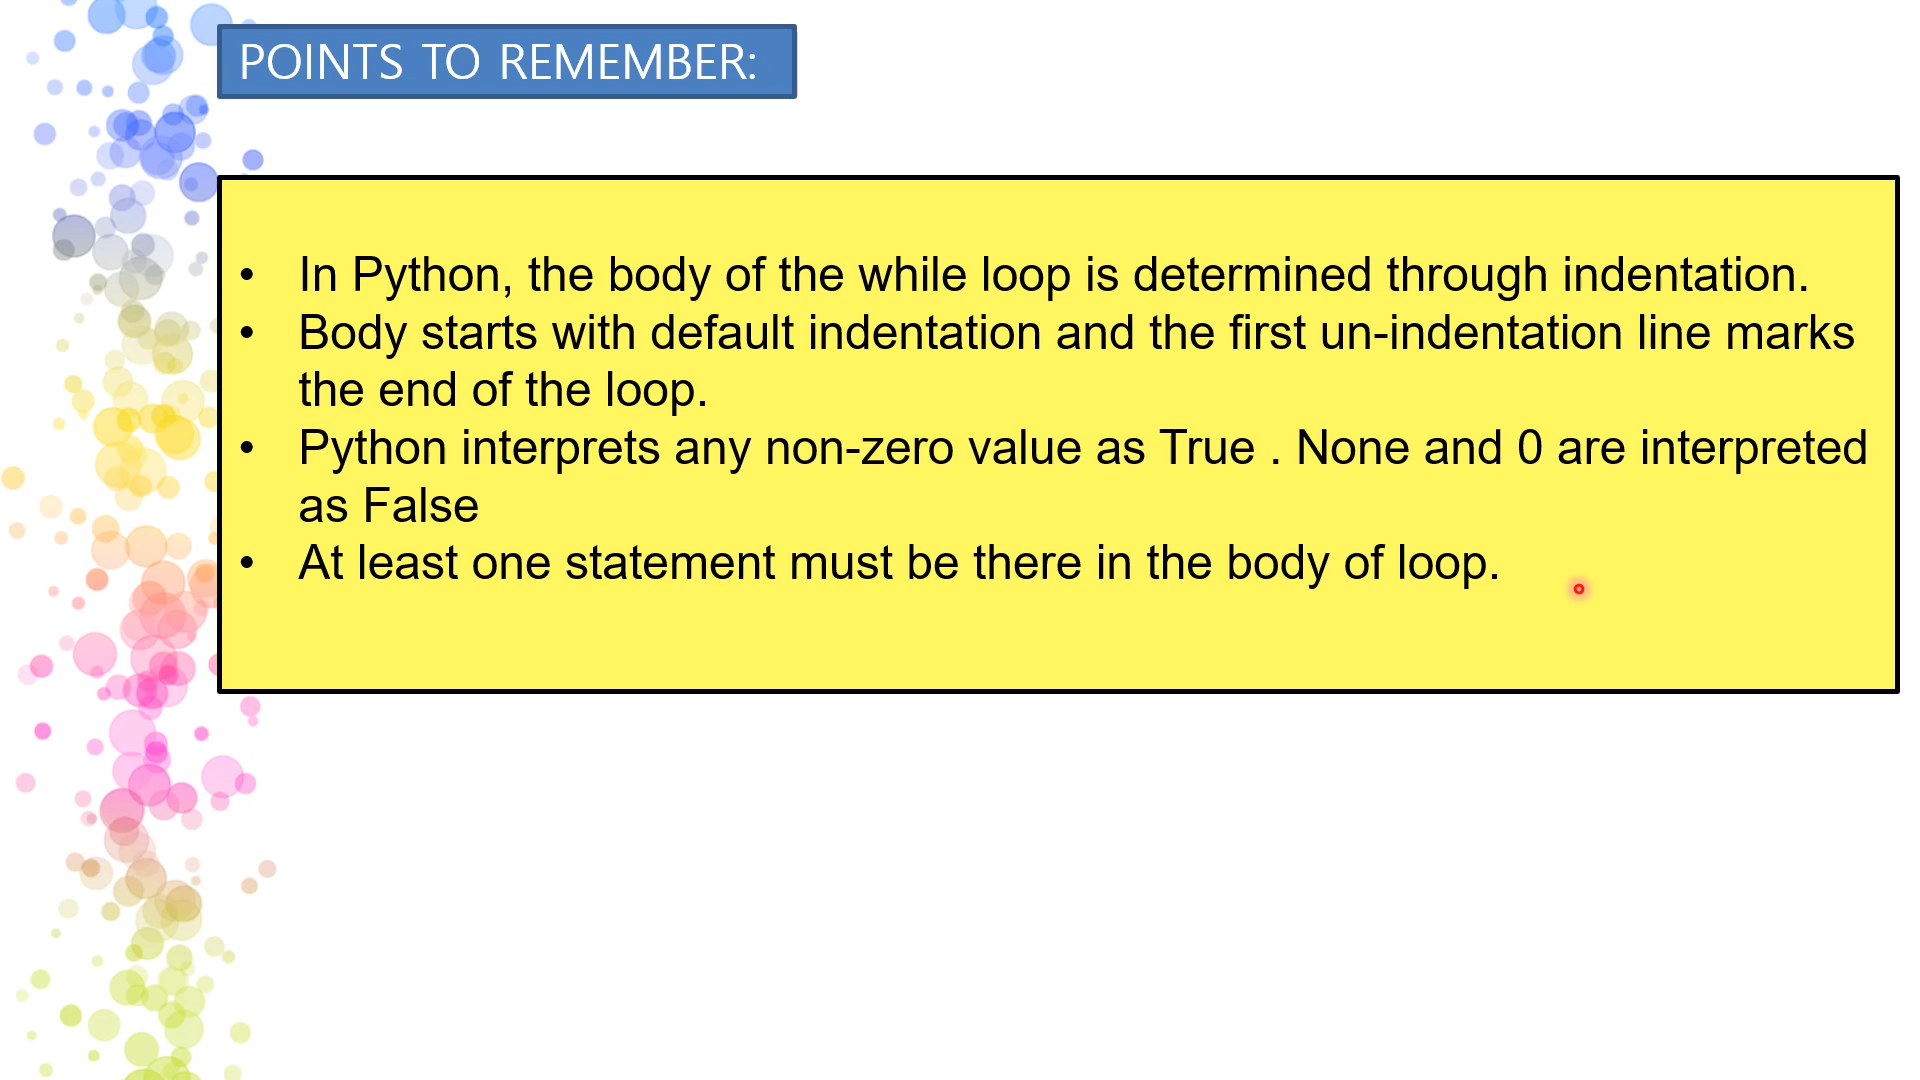 POINTS TO REMEMBER:
• In Python, the body of the while loop is determined through indentation.
• Body starts with default indentation and the first un-indentation line marks
the end of the loop.
• Python interprets any non-zero value as True . None and 0 are interpreted
as False
• At least one statement must be there in the body of loop.